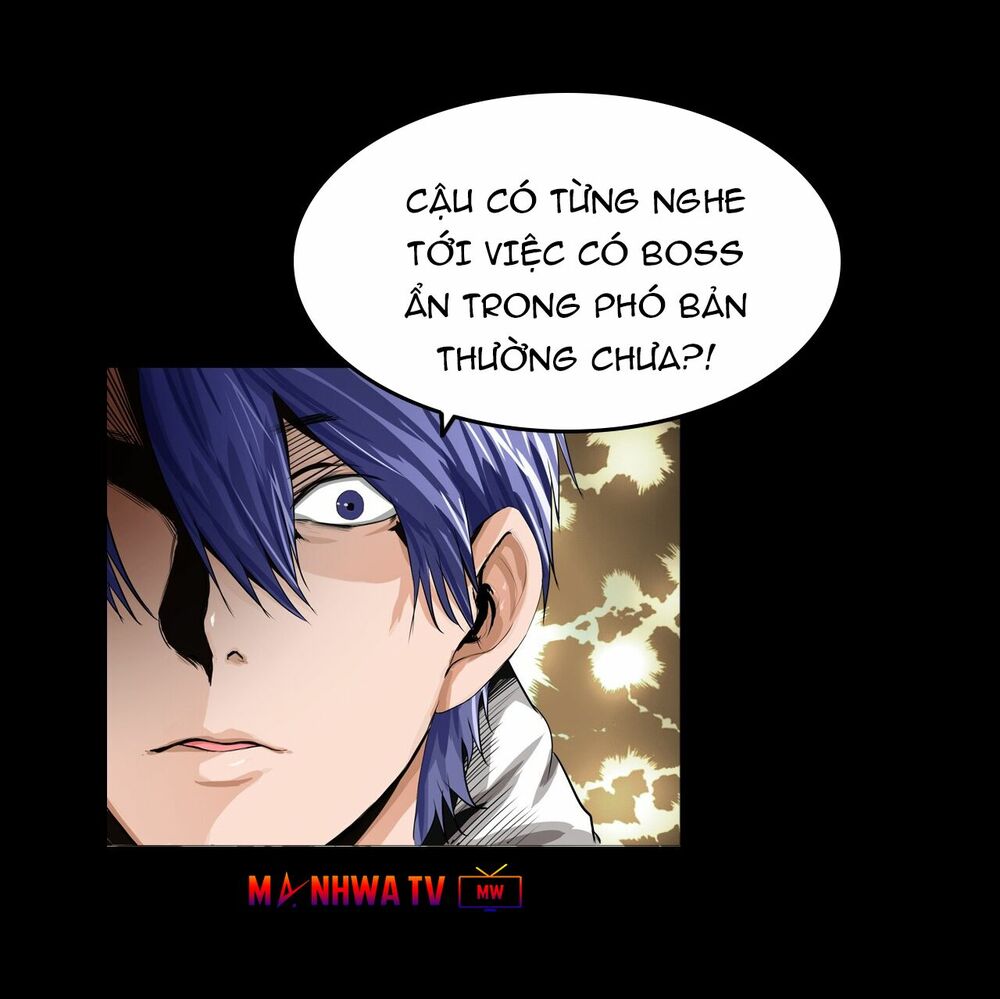 CẬU CÓ TỪNG NGHE
TỚI VIỆC CÓ BOSS
ẨN TRONG PHÓ BẢN
THƯỜNG CHƯA?!
MANHWA TV MW